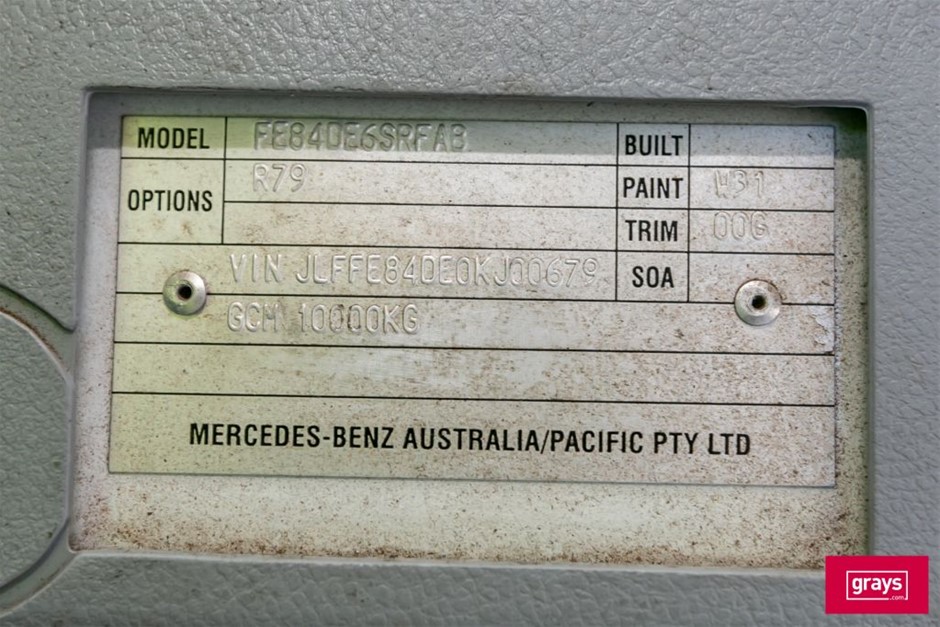 MODEL FE84DE6SRFAB BUILT
OPTIONS R79 PAINT W31
TRIM 00G
VIN JLFFE84DE0KJ00679 SOA
GCM 10000KG
MERCEDES-BENZ AUSTRALIA/PACIFIC PTY LTD
grays
.com